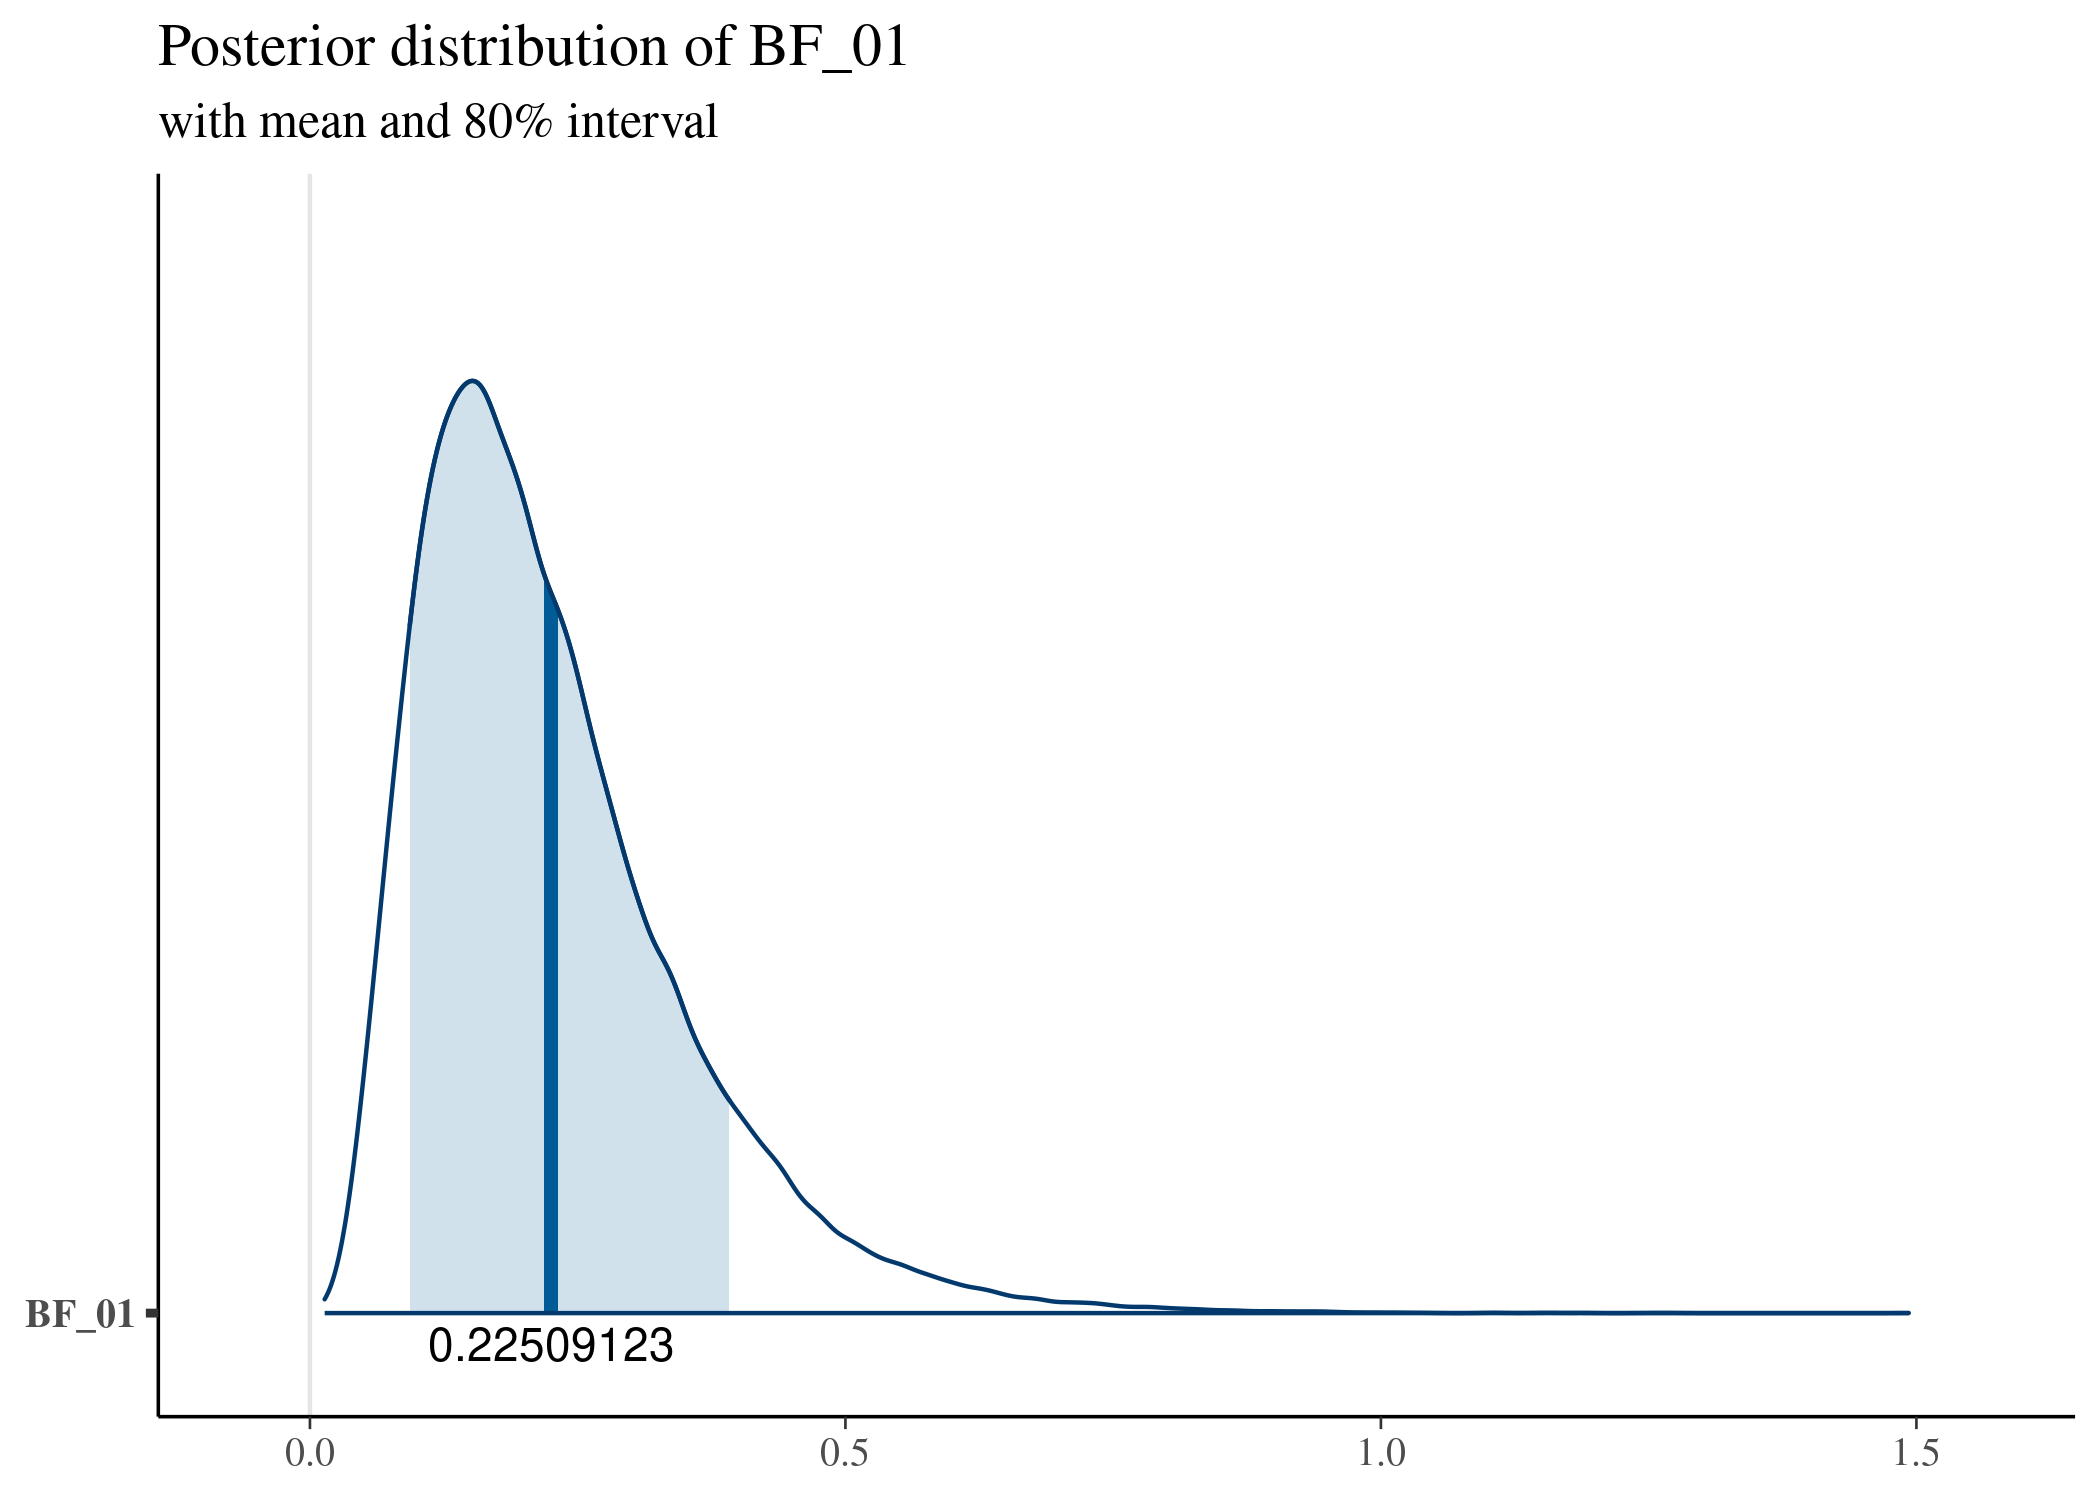 Posterior distribution of BF_01
with mean and 80% interval
BF_01
0.22509123
0.0 0.5 1.0 1.5